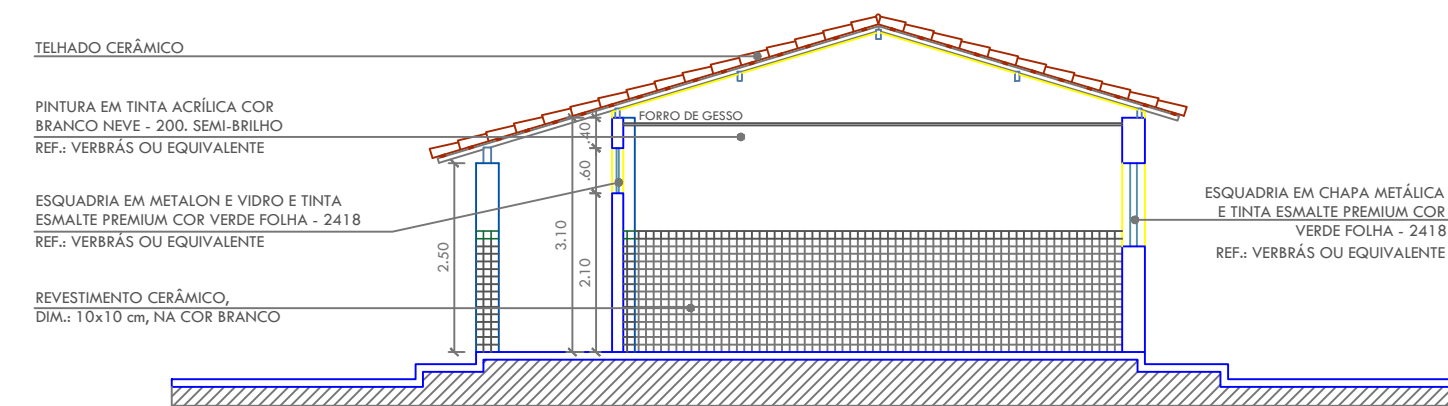 TELHADO CERÂMICO
PINTURA EM TINTA ACRÍLICA COR
BRANCO NEVE - 200. SEMI-BRILHO
REF.: VERBRÁS OU EQUIVALENTE
ESQUADRIA EM METALON E VIDRO E TINTA
ESMALTE PREMIUM COR VERDE FOLHA - 2418
REF.: VERBRÁS OU EQUIVALENTE
REVESTIMENTO CERÂMICO,
DIM.: 10x10 cm, NA COR BRANCO
2.50
3.10
.40
.60
2.10
FORRO DE GESSO
ESQUADRIA EM CHAPA METÁLICA
E TINTA ESMALTE PREMIUM COR
VERDE FOLHA - 2418
REF.: VERBRÁS OU EQUIVALENTE